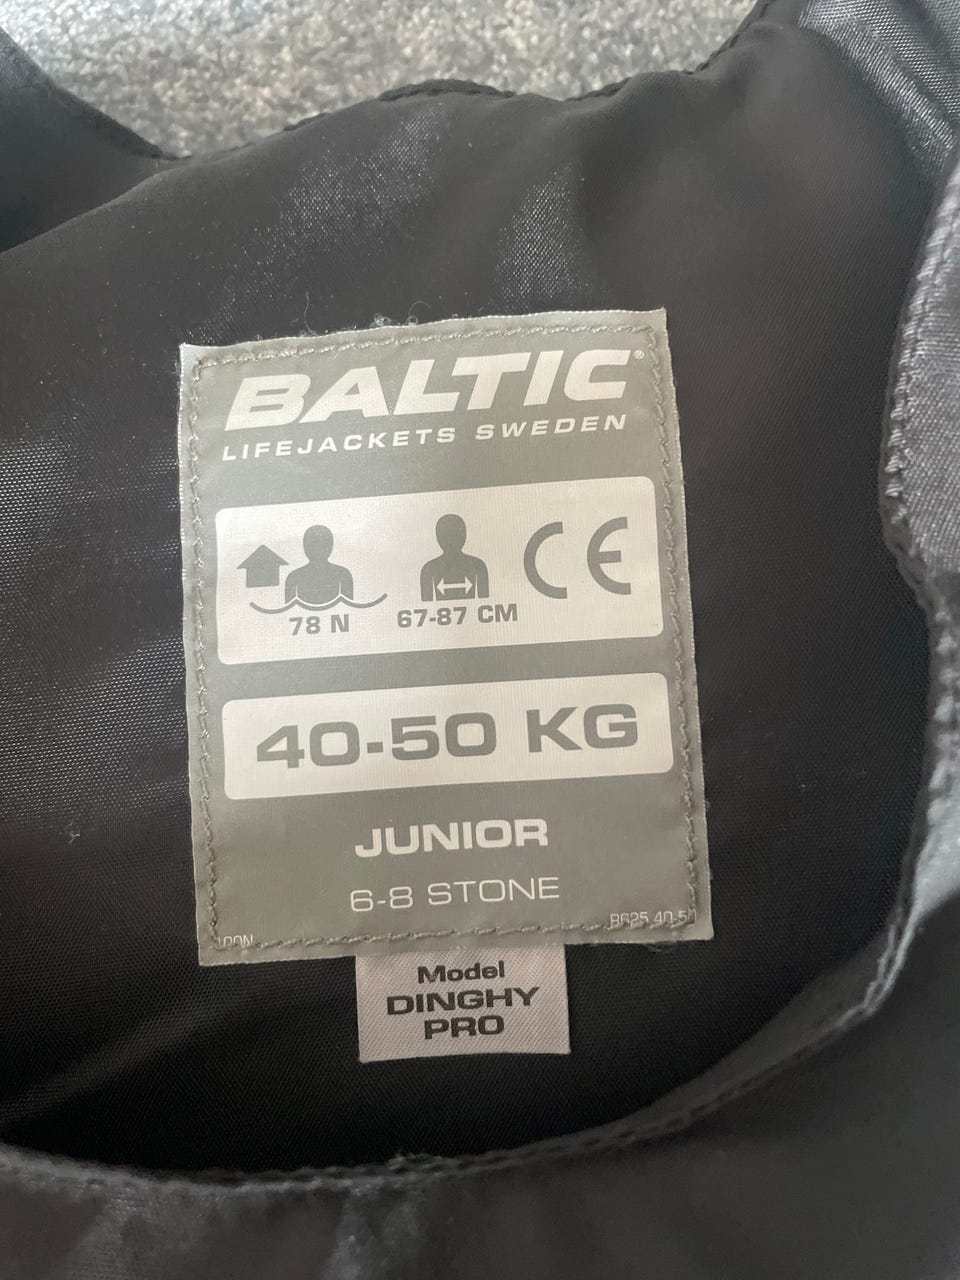 BALTIC®
LIFEJACKETS SWEDEN
78 N
67-87 CM
CE
40-50 KG
JUNIOR
6-8 STONE
Model
DINGHY
PRO